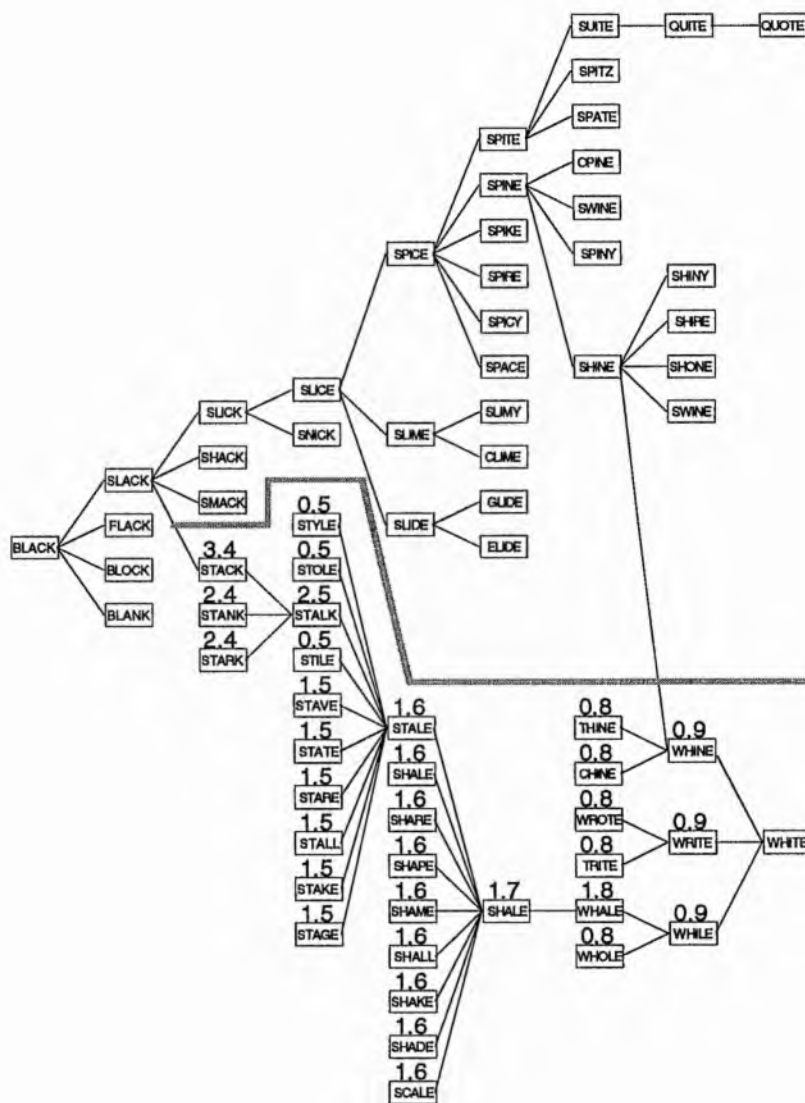 SUITE QUITE QUOTE
SPITZ
SPATE
SPITE
OPINE
SPINE
SWINE
SPIKE
SPICE SPINY
SPIRE SHINY
SPICY SHIRE
SPACE SHINE SHONE
SLICE
SLICK SLIMY SWINE
SNICK SLIME
SHACK CLIME
SLACK
SMACK GLIDE
0.5
FLACK STYLE SLIDE
BLACK ELIDE
3.4 0.5
BLOCK STACK STOLE
2.4 2.5
BLANK STANK STALK
2.4 0.5
STARK STILE
1.5
STAVE
1.6 0.8
STALE THINE
1.5 0.9
STATE WHINE
1.6 0.8
SHALE CHINE
1.5
STARE
1.6 0.8
SHARE WROTE
1.5 0.9
STALL WRITE WHITE
1.6 0.8
SHAPE TRITE
1.5
STAKE
1.6 1.7 1.8
SHAME SHALE WHALE
1.5 0.9
STAGE WHILE
1.6 0.8
SHALL WHOLE
1.6
SHAKE
1.6
SHADE
1.6
SCALE